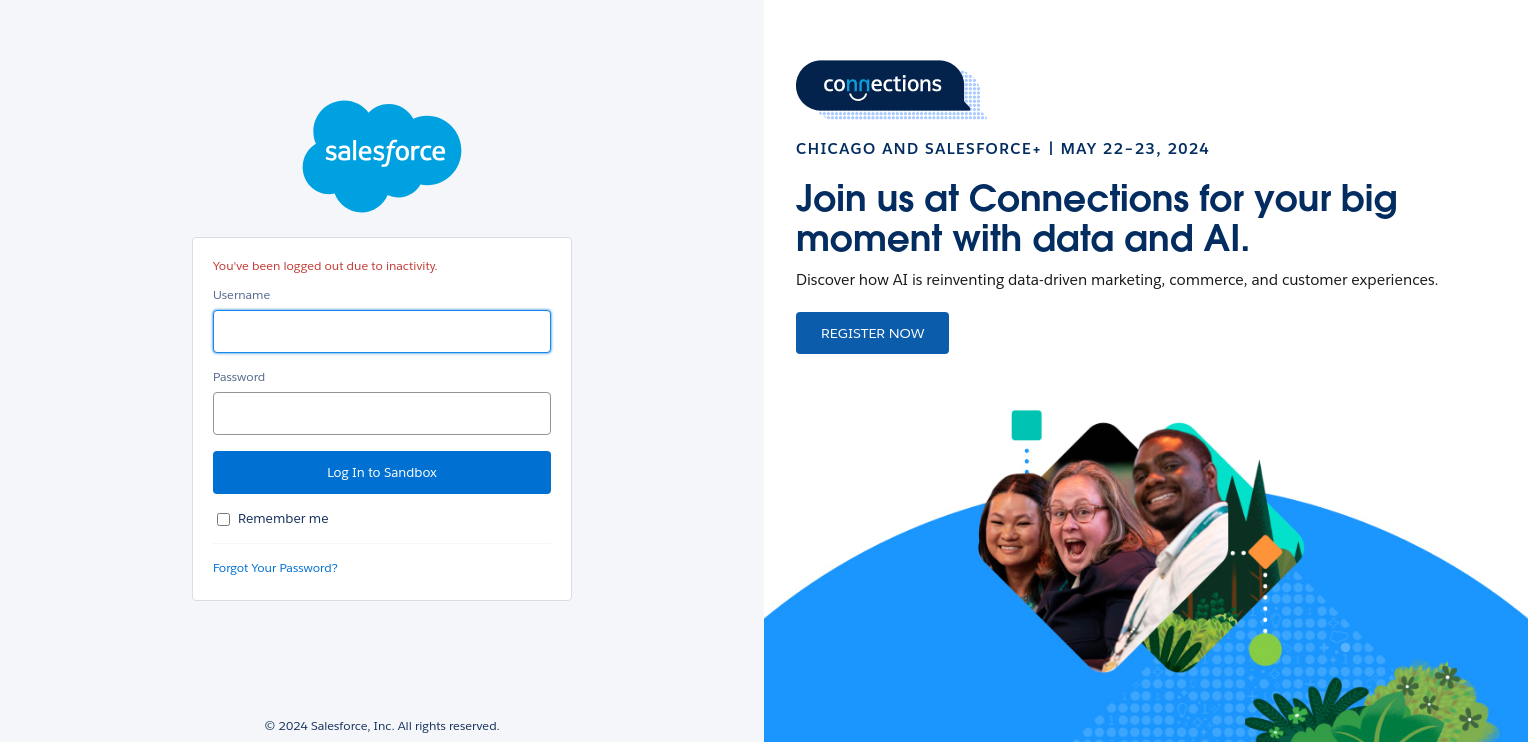 salesforce
You've been logged out due to inactivity.
Username
Password
Log In to Sandbox
Remember me
Forgot Your Password?
© 2024 Salesforce, Inc. All rights reserved.
connections
CHICAGO AND SALESFORCE+ | MAY 22–23, 2024
Join us at Connections for your big
moment with data and AI.
Discover how AI is reinventing data-driven marketing, commerce, and customer experiences.
REGISTER NOW